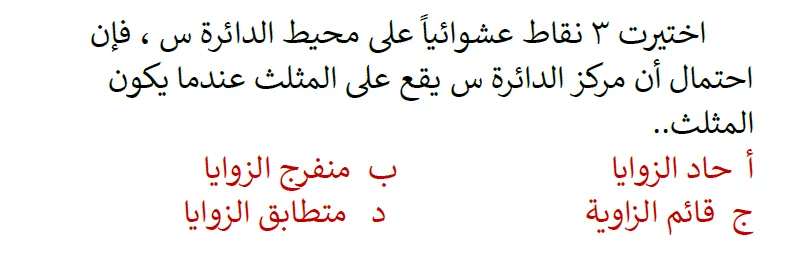 اختيرت ٣ نقاط عشوائياً على محيط الدائرة س ، فإن
احتمال أن مركز الدائرة س يقع على المثلث عندما يكون
المثلث..
أ حاد الزوايا ب منفرج الزوايا
ج قائم الزاوية د متطابق الزوايا